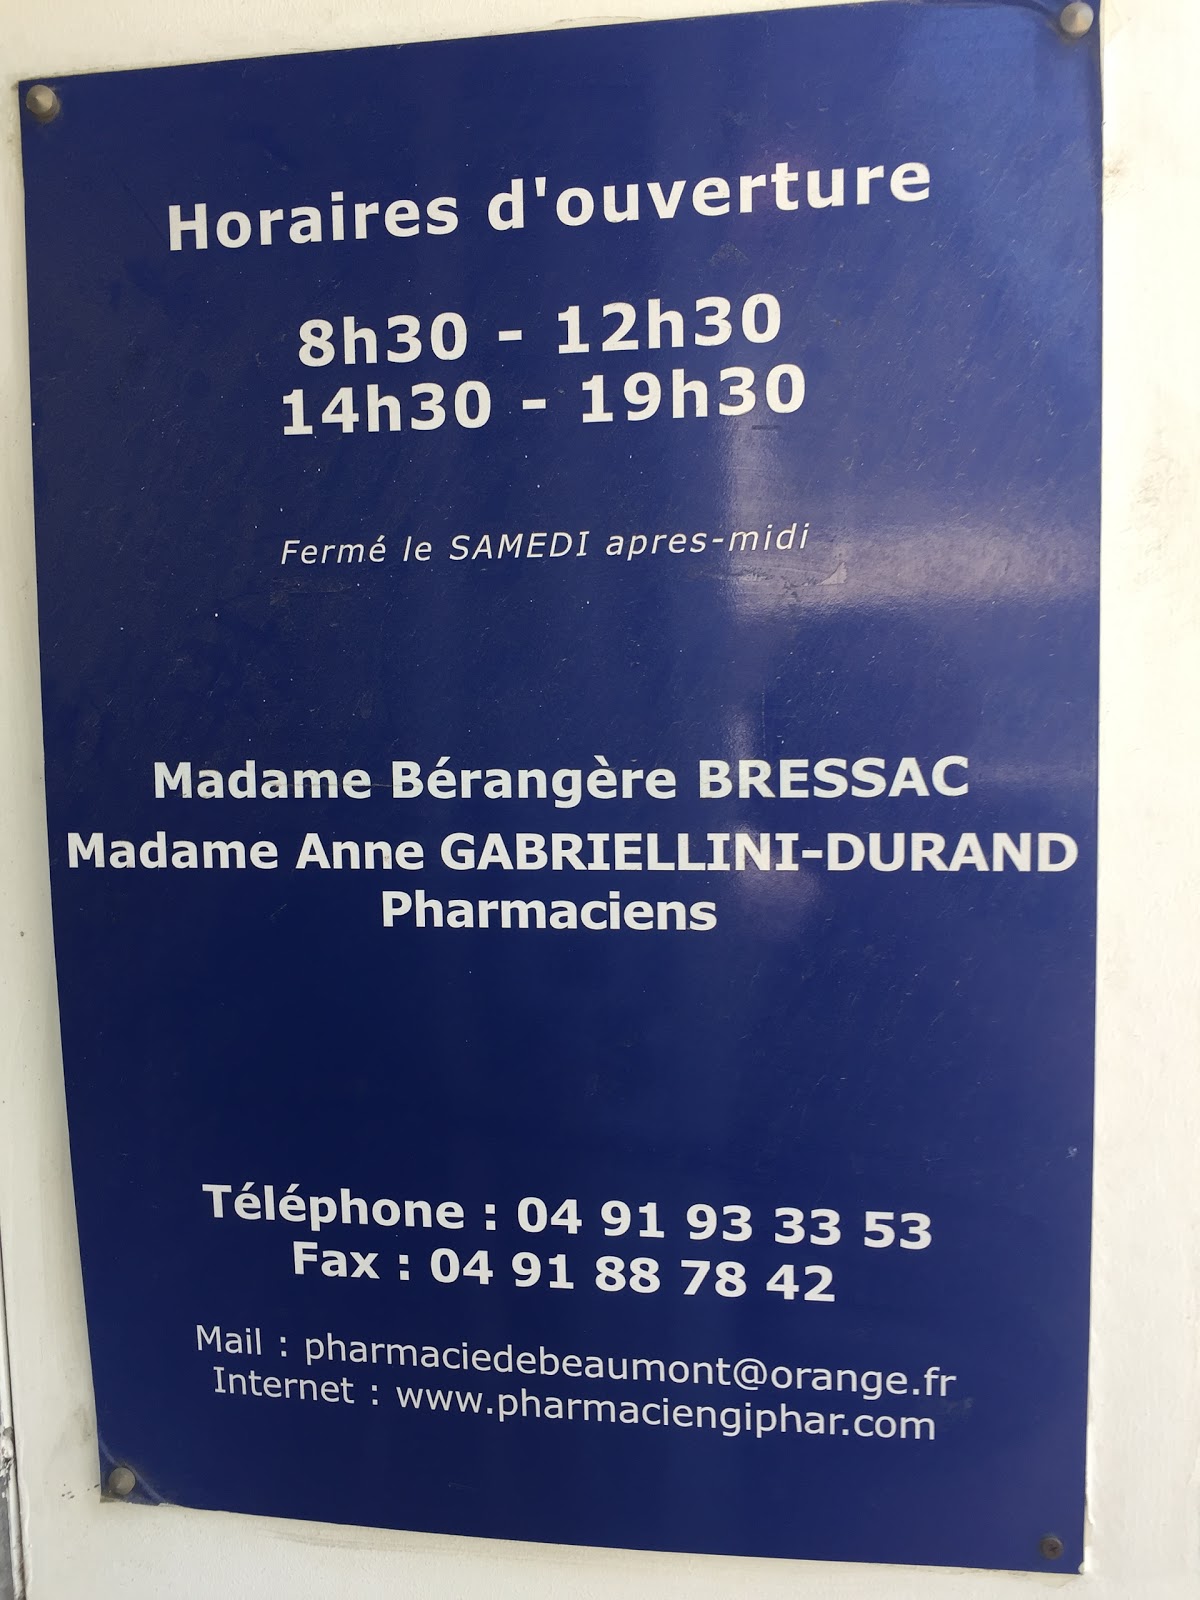 Horaires d'ouverture
8h30 - 12h30
14h30 - 19h30
Fermé le SAMEDI apres-midi
Madame Bérangère BRESSAC
Madame Anne GABRIELLINI-DURAND
Pharmaciens
Téléphone : 04 91 93 33 53
Fax : 04 91 88 78 42
Mail : pharmaciedebeaumont@orange.fr
Internet : www.pharmaciengiphar.com